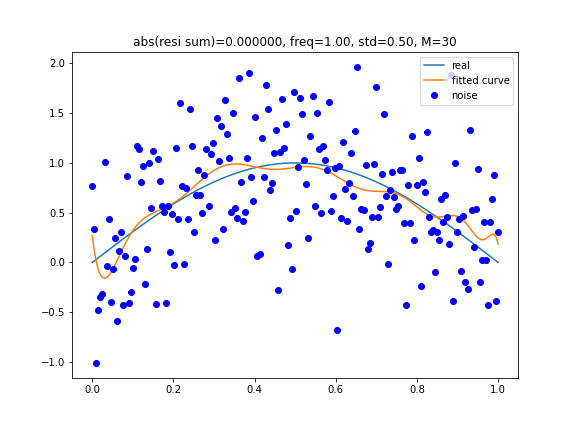 abs(resi sum)=0.000000, freq=1.00, std=0.50, M=30
real
fitted curve
noise
2.0
1.5
1.0
0.5
0.0
−0.5
−1.0
0.0 0.2 0.4 0.6 0.8 1.0